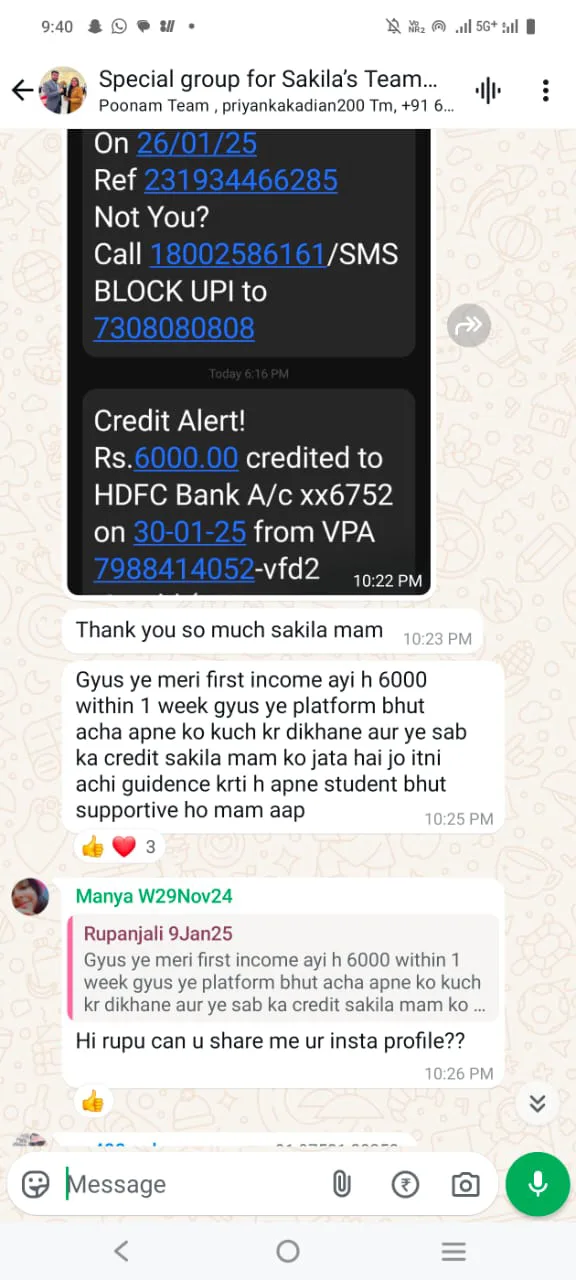 9:40
Vo
NR2
5G+
Special group for Sakila's Team...
Poonam Team , priyankakadian200 Tm, +91 6...
On 26/01/25
Ref 231934466285
Not You?
Call 18002586161/SMS
BLOCK UPI to
7308080808
Today 6:16 PM
Credit Alert!
Rs.6000.00 credited to
HDFC Bank A/c xx6752
on 30-01-25 from VPA
7988414052-vfd2
10:22 PM
Thank you so much sakila mam
10:23 PM
Gyus ye meri first income ayi h 6000
within 1 week gyus ye platform bhut
acha apne ko kuch kr dikhane aur ye sab
ka credit sakila mam ko jata hai jo itni
achi guidence krti h apne student bhut
supportive ho mam aap
10:25 PM
3
Manya W29Nov24
Rupanjali 9Jan25
Gyus ye meri first income ayi h 6000 within 1
week gyus ye platform bhut acha apne ko kuch
kr dikhane aur ye sab ka credit sakila mam ko ...
Hi rupu can u share me ur insta profile??
10:26 PM
Message